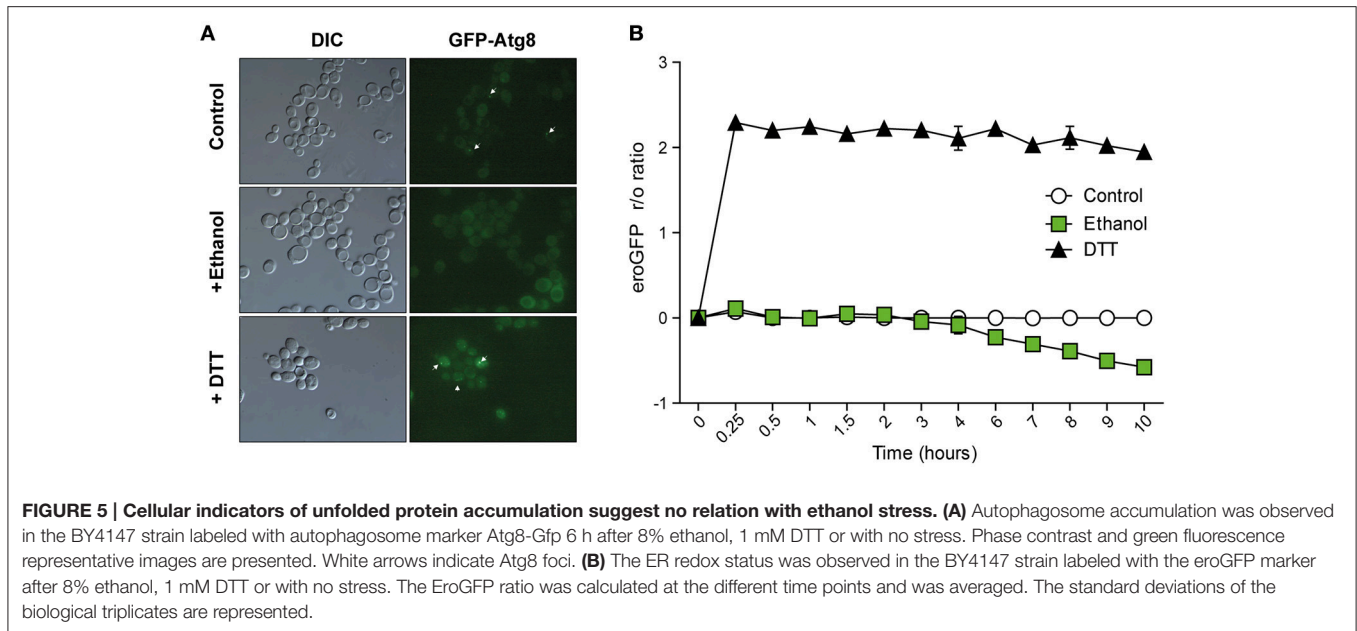 A
DIC
GFP-Atg8
Control
+Ethanol
+ DTT
B
eroGFP r/o ratio
3
2
1
0
-1
Control
Ethanol
DTT
0 0.25 0.5 1 1.5 2 3 4 6 7 8 9 10
Time (hours)
FIGURE 5 | Cellular indicators of unfolded protein accumulation suggest no relation with ethanol stress. (A) Autophagosome accumulation was observed
in the BY4147 strain labeled with autophagosome marker Atg8-Gfp 6 h after 8% ethanol, 1 mM DTT or with no stress. Phase contrast and green fluorescence
representative images are presented. White arrows indicate Atg8 foci. (B) The ER redox status was observed in the BY4147 strain labeled with the eroGFP marker
after 8% ethanol, 1 mM DTT or with no stress. The EroGFP ratio was calculated at the different time points and was averaged. The standard deviations of the
biological triplicates are represented.